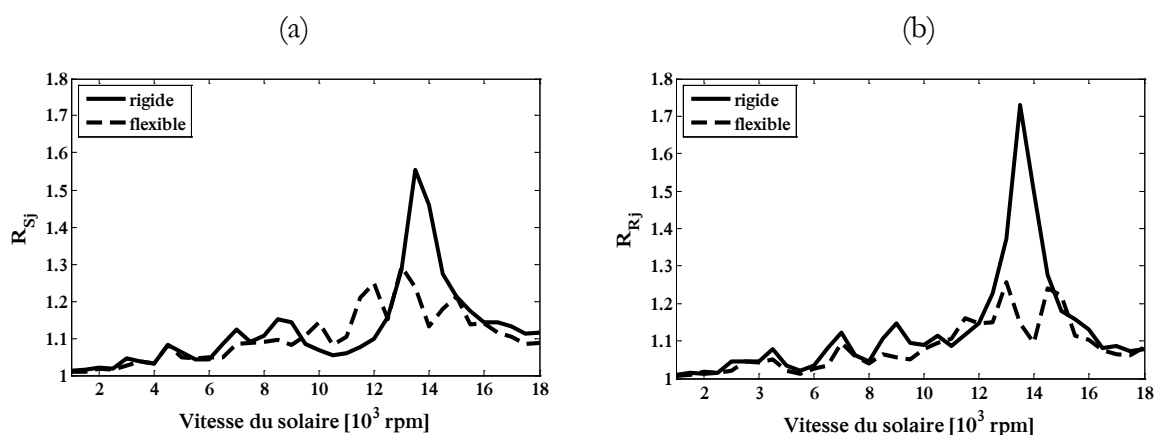 (a)
(b)
1.8
1.7
1.6
1.5
1.4
1.3
1.2
1.1
1
R_Sj
rigide
flexible
2 4 6 8 10 12 14 16 18
Vitesse du solaire [10³ rpm]
1.8
1.7
1.6
1.5
1.4
1.3
1.2
1.1
1
R_Rj
rigide
flexible
2 3 6 8 10 12 14 16 18
Vitesse du solaire [10³ rpm]